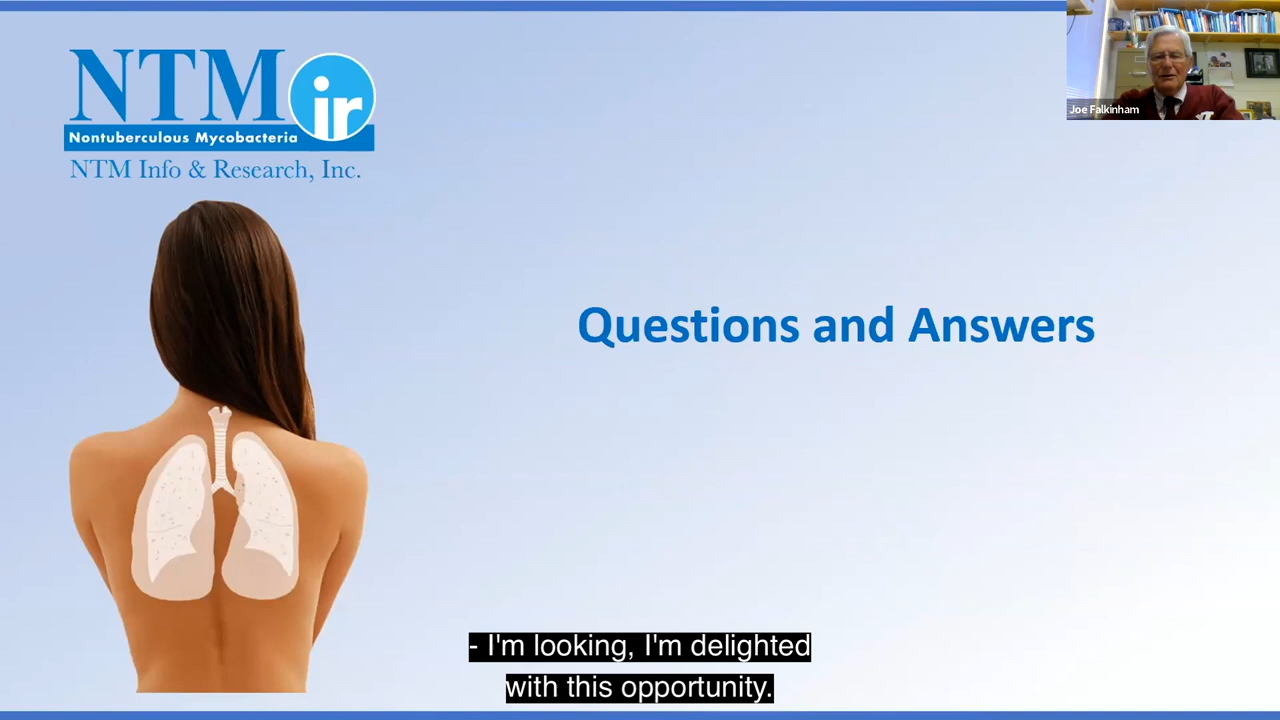 NTM
ir
Nontuberculous Mycobacteria
NTM Info & Research, Inc.
Joe Falkinham
Questions and Answers
- I'm looking, I'm delighted
with this opportunity.